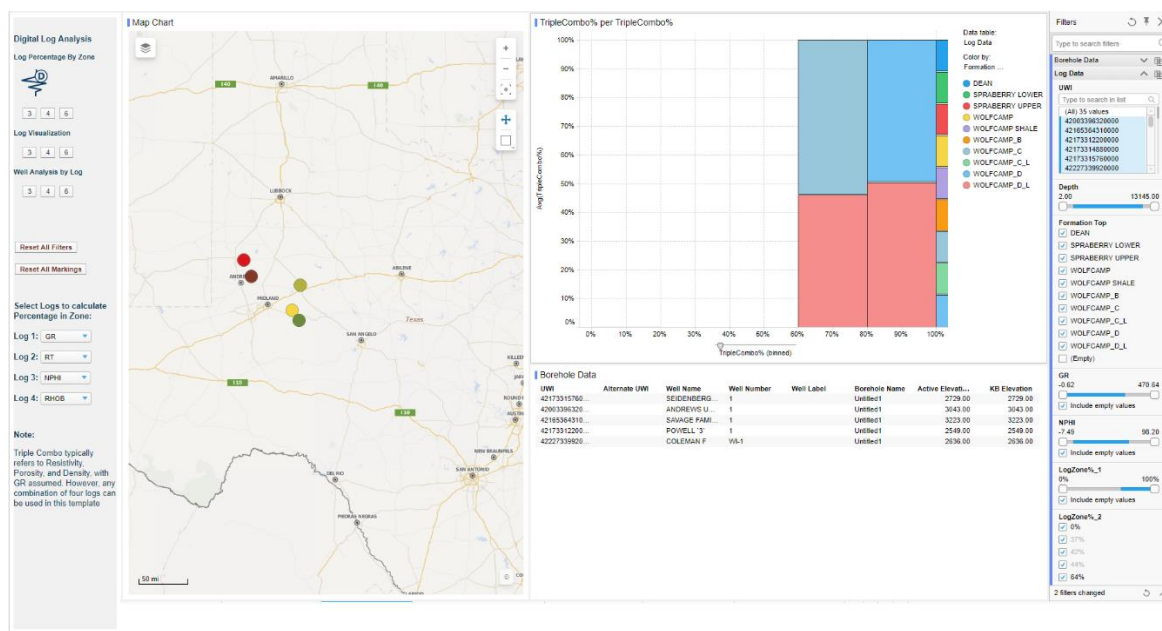 Digital Log Analysis
Log Percentage By Zone
D
3 4 6
Log Visualization
3 4 6
Well Analysis by Log
3 4 6
Reset All Filters
Reset All Markings
Select Logs to calculate
Percentage in Zone:
Log 1: GR
Log 2: RT
Log 3: NPHI
Log 4: RHOB
Note:
Triple Combo typically
refers to Resistivity,
Porosity, and Density, with
GR assumed. However, any
combination of four logs can
be used in this template
Map Chart
AMARILLO
140
140
LUBBOCK
ABILENE
MIDLAND
Texas
SAN ANGELO
139
139
DEL RIO
SAN ANTONIO
PIEDRAS NEGRAS
50 mi
TripleCombo% per TripleCombo%
100%
90%
80%
70%
60%
50%
40%
30%
20%
10%
0%
Avg(TripleCombo%)
0% 10% 20% 30% 40% 50% 60% 70% 80% 90% 100%
TripleCombo% (binned)
Data table:
Log Data
Color by:
Formation ...
DEAN
SPRABERRY LOWER
SPRABERRY UPPER
WOLFCAMP
WOLFCAMP SHALE
WOLFCAMP_B
WOLFCAMP_C
WOLFCAMP_C_L
WOLFCAMP_D
WOLFCAMP_D_L
Borehole Data
UWI Alternate UWI Well Name Well Number Well Label Borehole Name Active Elevati... KB Elevation
42173315760... SEIDENBERG... 1 Untitled1 2729.00 2729.00
42003396320... ANDREWS U... 1 Untitled1 3043.00 3043.00
42165364310... SAVAGE FAMI... 1 Untitled1 3223.00 3223.00
42173312200... POWELL '3' 1 Untitled1 2549.00 2549.00
42227339920... COLEMAN F WI-1 Untitled1 2636.00 2636.00
Filters
Type to search filters
Borehole Data
Log Data
UWI
Type to search in list
(All) 35 values
42003396320000
42165364310000
42173312200000
42173314880000
42173315760000
42227339920000
Depth
2.00 13145.00
Formation Top
DEAN
SPRABERRY LOWER
SPRABERRY UPPER
WOLFCAMP
WOLFCAMP SHALE
WOLFCAMP_B
WOLFCAMP_C
WOLFCAMP_C_L
WOLFCAMP_D
WOLFCAMP_D_L
(Empty)
GR
-0.62 470.64
Include empty values
NPHI
-7.49 98.20
Include empty values
LogZone%_1
0% 100%
Include empty values
LogZone%_2
0%
37%
42%
44%
64%
2 filters changed